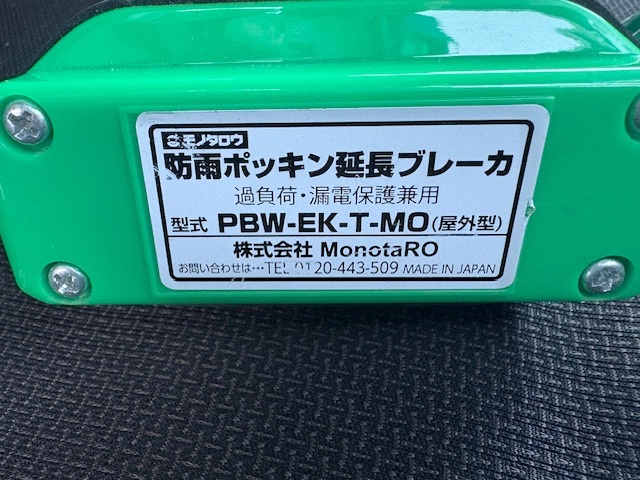 モノタロウ
防雨ポッキン延長ブレーカ
過負荷・漏電保護兼用
型式 PBW-EK-T-MO(屋外型)
株式会社 MonotaRO
お問い合わせは…TEL 0120-443-509 MADE IN JAPAN